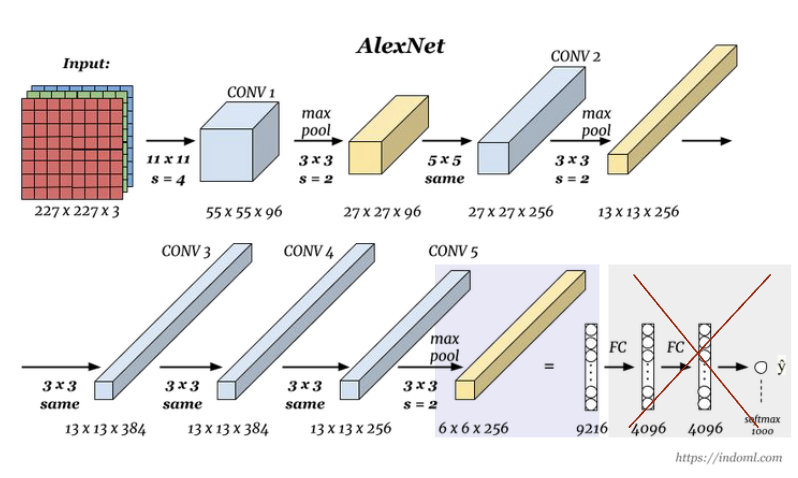 AlexNet
Input:
CONV 1
CONV 2
max
pool
max
pool
11 x 11
s = 4
3 x 3
s = 2
5 x 5
same
3 x 3
s = 2
227 x 227 x 3
55 x 55 x 96
27 x 27 x 96
27 x 27 x 256
13 x 13 x 256
CONV 3
CONV 4
CONV 5
max
pool
=
FC
FC
ŷ
3 x 3
same
3 x 3
same
3 x 3
same
3 x 3
s = 2
13 x 13 x 384
13 x 13 x 384
13 x 13 x 256
6 x 6 x 256
9216
4096
4096
softmax
1000
https://indoml.com